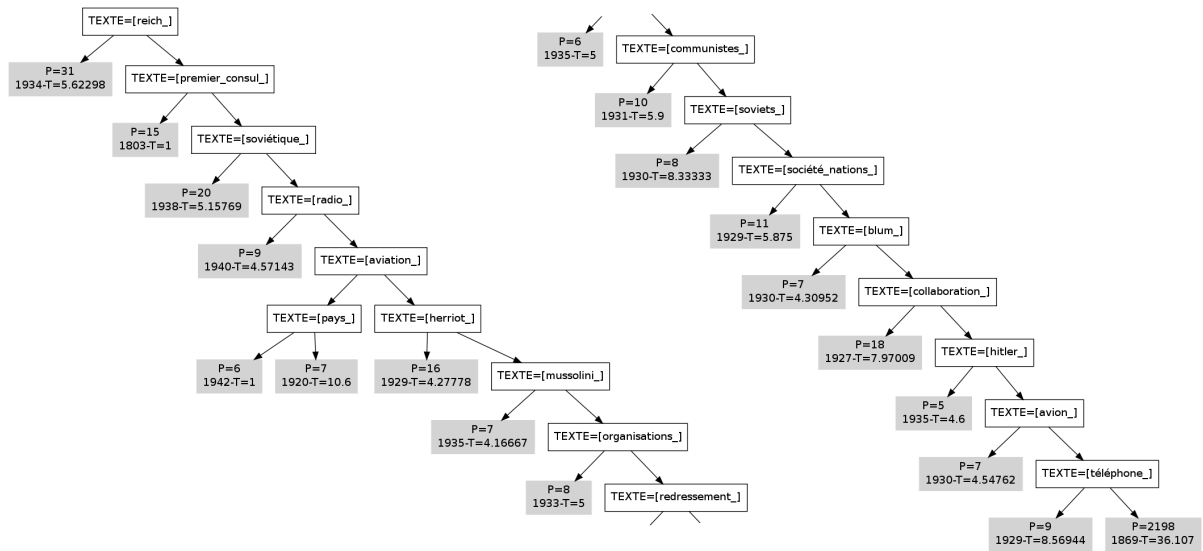 TEXTE=[reich_]
P=31
1934-T=5.62298
TEXTE=[premier_consul_]
P=15
1803-T=1
TEXTE=[soviétique_]
P=20
1938-T=5.15769
TEXTE=[radio_]
P=9
1940-T=4.57143
TEXTE=[aviation_]
TEXTE=[pays_]
TEXTE=[herriot_]
P=6
1942-T=1
P=7
1920-T=10.6
P=16
1929-T=4.27778
TEXTE=[mussolini_]
P=7
1935-T=4.16667
TEXTE=[organisations_]
P=8
1933-T=5
TEXTE=[redressement_]
P=6
1935-T=5
TEXTE=[communistes_]
P=10
1931-T=5.9
TEXTE=[soviets_]
P=8
1930-T=8.33333
TEXTE=[société_nations_]
P=11
1929-T=5.875
TEXTE=[blum_]
P=7
1930-T=4.30952
TEXTE=[collaboration_]
P=18
1927-T=7.97009
TEXTE=[hitler_]
P=5
1935-T=4.6
TEXTE=[avion_]
P=7
1930-T=4.54762
TEXTE=[téléphone_]
P=9
1929-T=8.56944
P=2198
1869-T=36.107